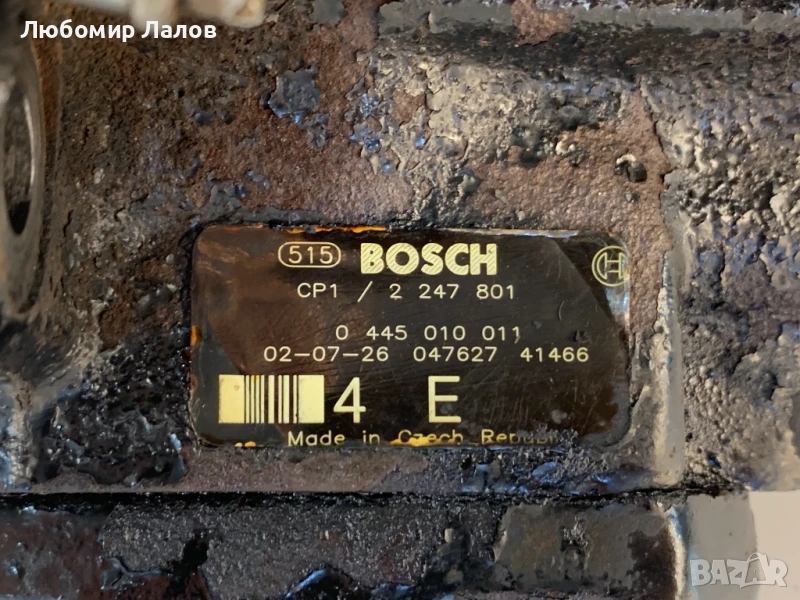 Любомир Лалов
515 BOSCH
CP1 / 2 247 801
0 445 010 011
02-07-26 047627 41466
4 E
Made in Czech Republic
BAZAR